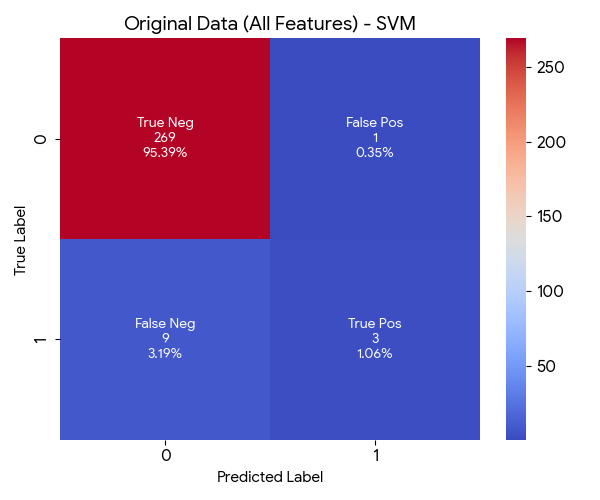 Original Data (All Features) - SVM
True Label
0
True Neg
269
95.39%
False Pos
1
0.35%
1
False Neg
9
3.19%
True Pos
3
1.06%
0
1
Predicted Label
250
200
150
100
50